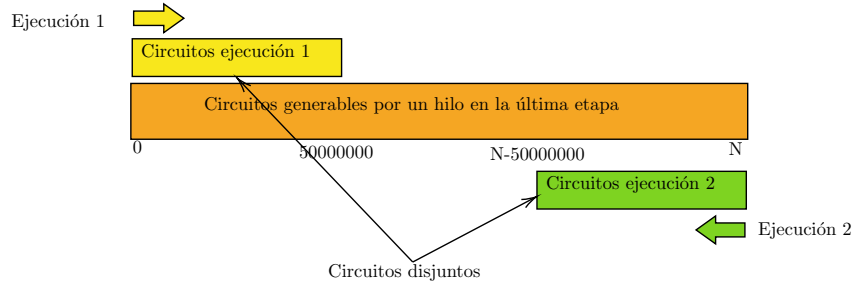 Ejecución 1
Circuitos ejecución 1
Circuitos generables por un hilo en la última etapa
0
50000000
N-50000000
N
Circuitos ejecución 2
Ejecución 2
Circuitos disjuntos